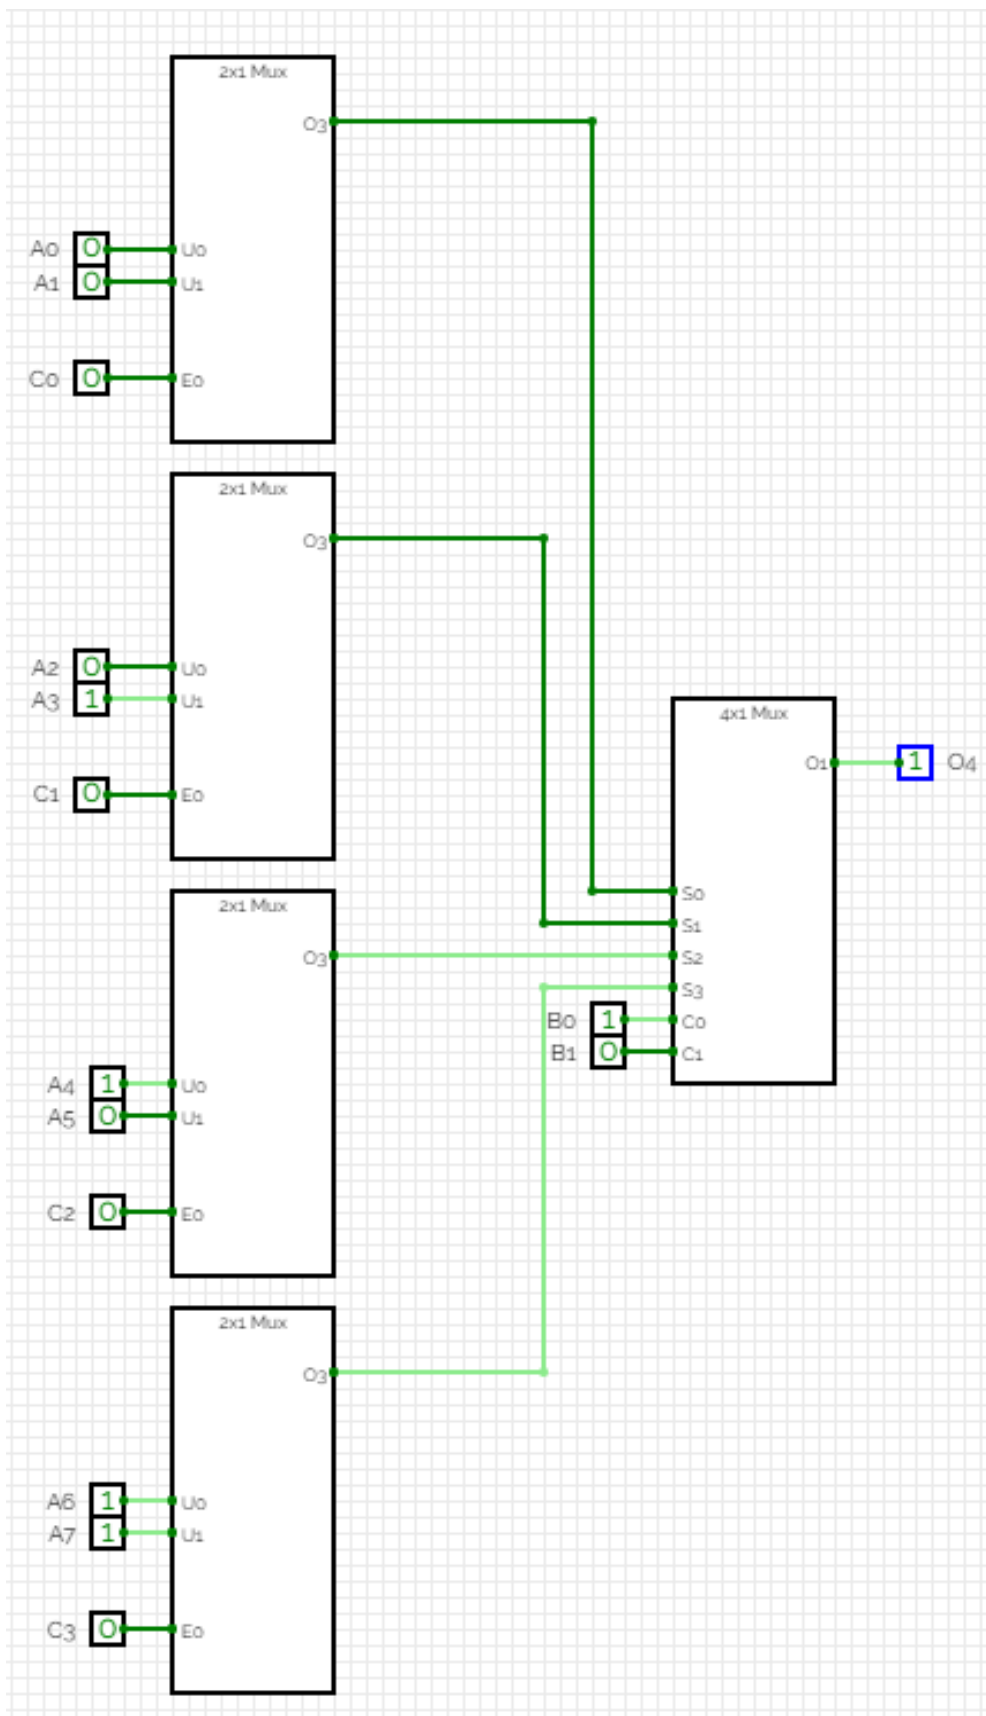 2x1 Mux
O3
A0 0 U0
A1 0 U1
C0 0 E0
2x1 Mux
O3
A2 0 U0
A3 1 U1
C1 0 E0
4x1 Mux
O1 1 O4
S0
S1
S2
S3
B0 1 C0
B1 0 C1
2x1 Mux
O3
A4 1 U0
A5 0 U1
C2 0 E0
2x1 Mux
O3
A6 1 U0
A7 1 U1
C3 0 E0